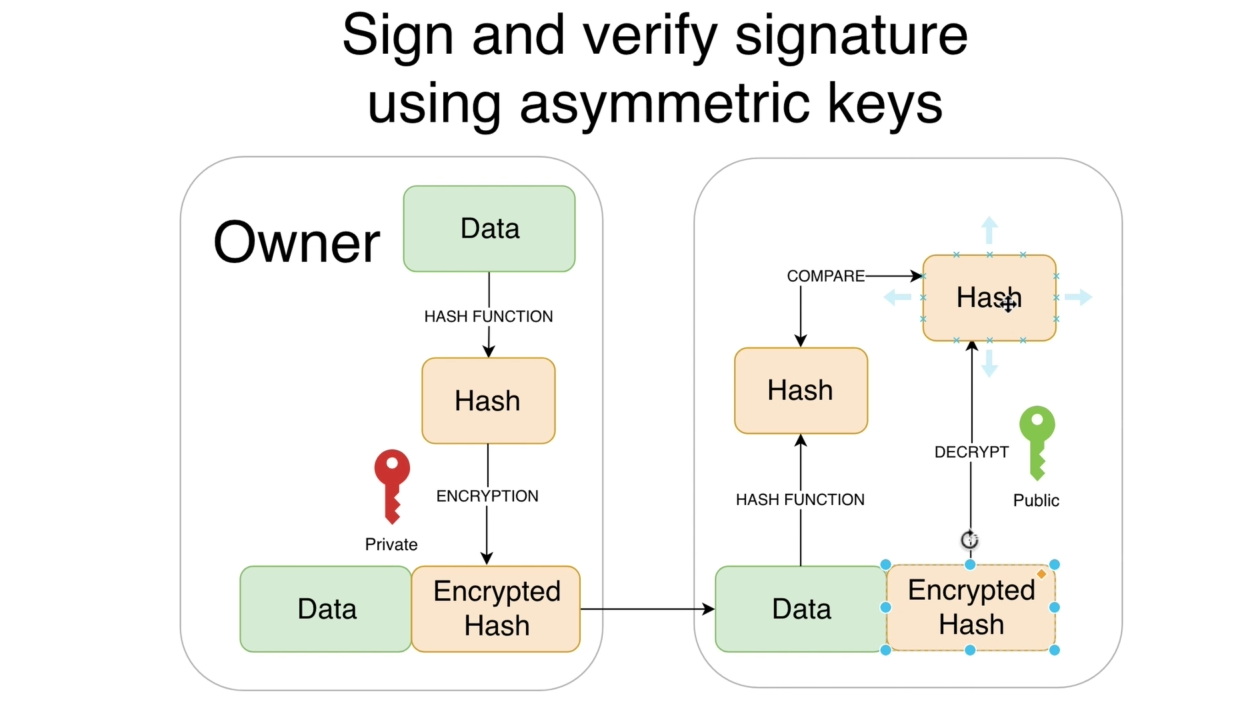 Sign and verify signature
using asymmetric keys
Owner
Data
HASH FUNCTION
Hash
ENCRYPTION
Private
Data
Encrypted
Hash
COMPARE
Hash
Hash
DECRYPT
HASH FUNCTION
Public
Data
Encrypted
Hash